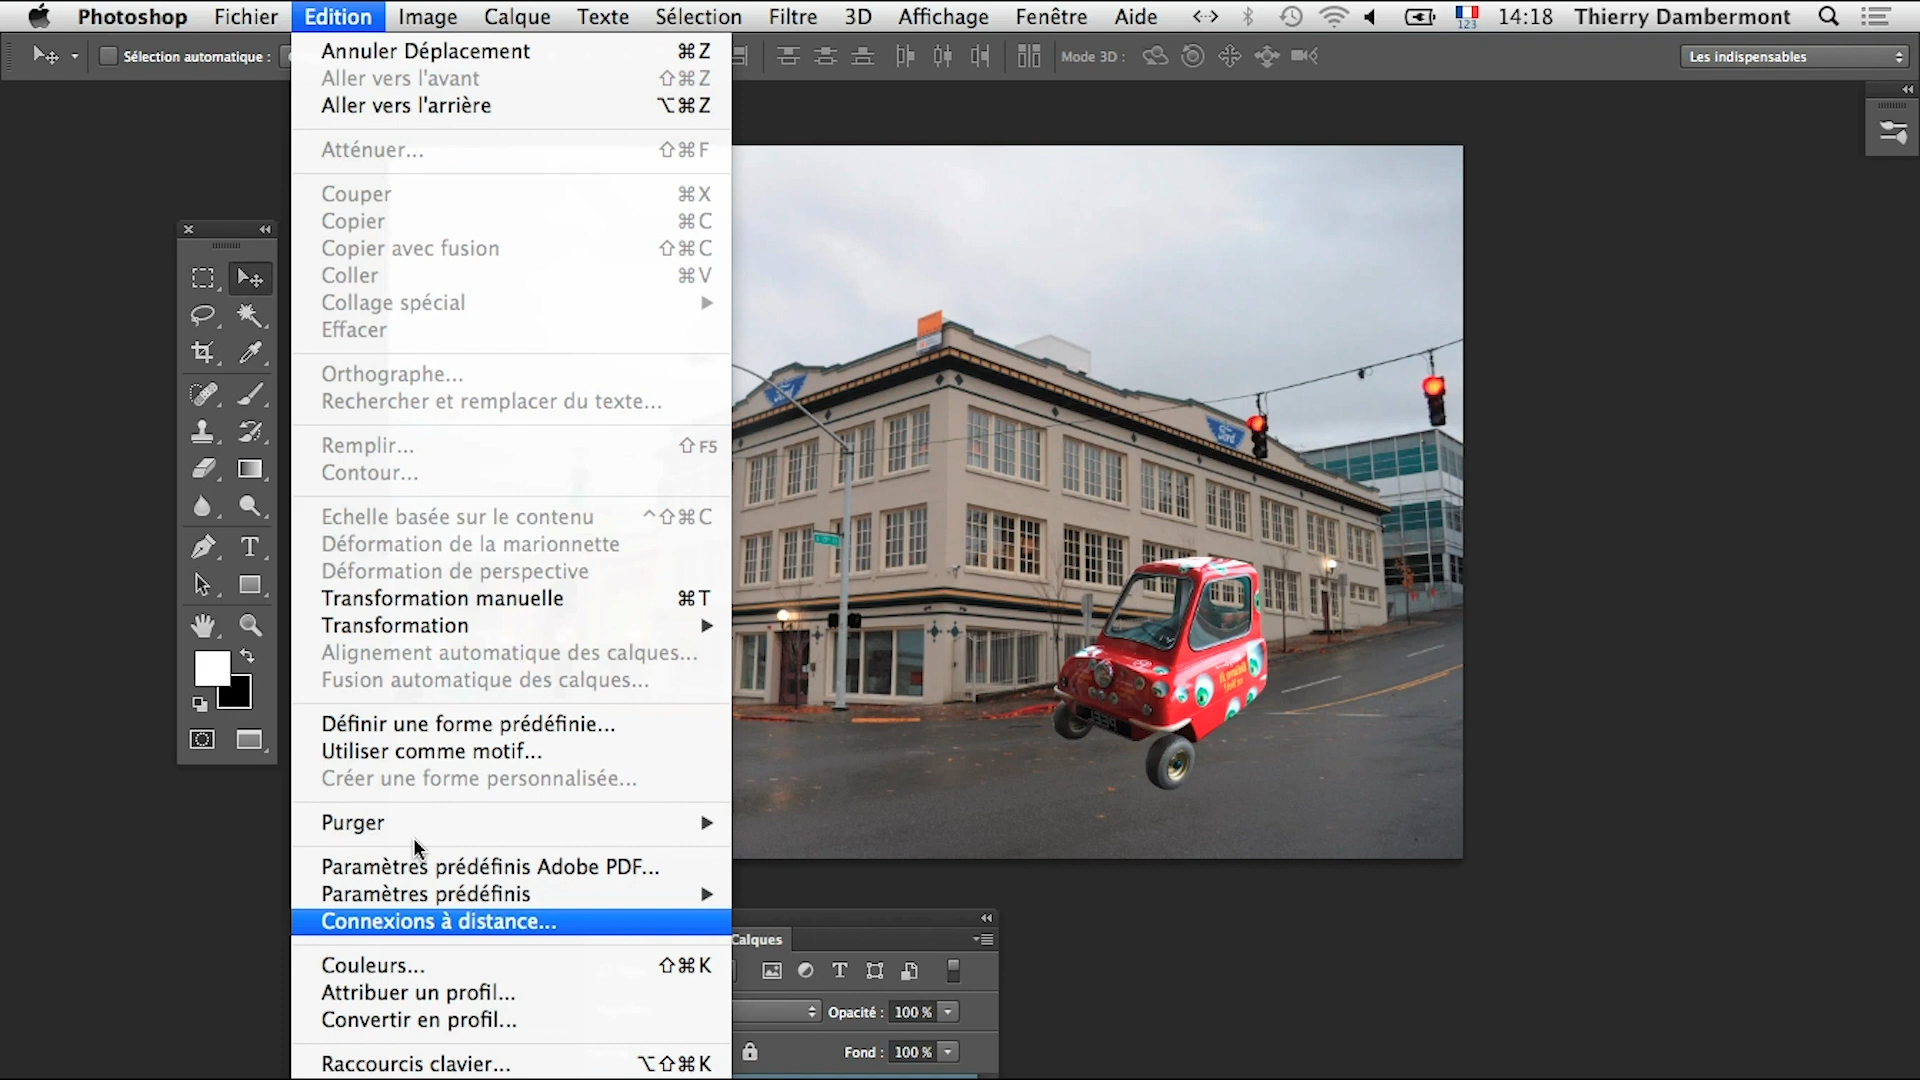 Photoshop Fichier Edition Image Calque Texte Sélection Filtre 3D Affichage Fenêtre Aide 123 14:18 Thierry Dambermont
Sélection automatique : Mode 3D : Les indispensables
Annuler Déplacement ⌘Z
Aller vers l'avant ⇧⌘Z
Aller vers l'arrière ⌥⌘Z
Atténuer... ⇧⌘F
Couper ⌘X
Copier ⌘C
Copier avec fusion ⇧⌘C
Coller ⌘V
Collage spécial
Effacer
Orthographe...
Rechercher et remplacer du texte...
Remplir... ⇧F5
Contour...
Echelle basée sur le contenu ^⇧⌘C
Déformation de la marionnette
Déformation de perspective
Transformation manuelle ⌘T
Transformation
Alignement automatique des calques...
Fusion automatique des calques...
Définir une forme prédéfinie...
Utiliser comme motif...
Créer une forme personnalisée...
Purger
Paramètres prédéfinis Adobe PDF...
Paramètres prédéfinis
Connexions à distance...
Couleurs... ⇧⌘K
Attribuer un profil...
Convertir en profil...
Raccourcis clavier... ⌥⇧⌘K
Ford
Ford
Calques
Opacité : 100 %
Fond : 100 %